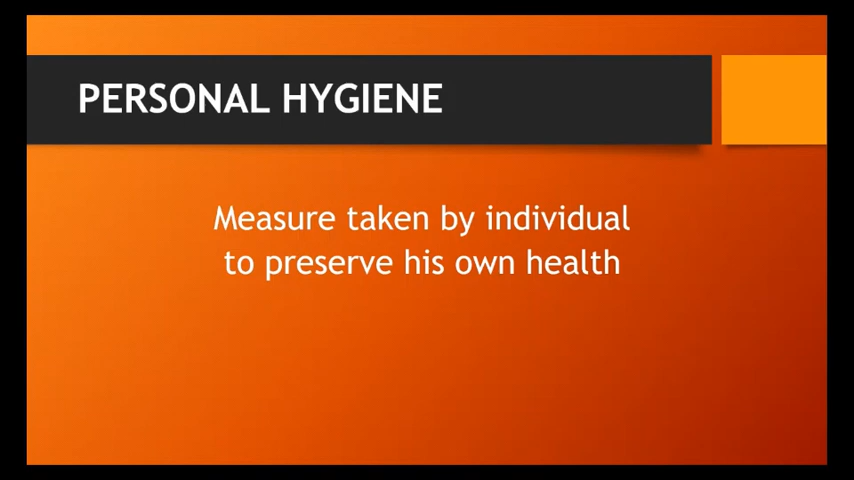 PERSONAL HYGIENE
Measure taken by individual
to preserve his own health